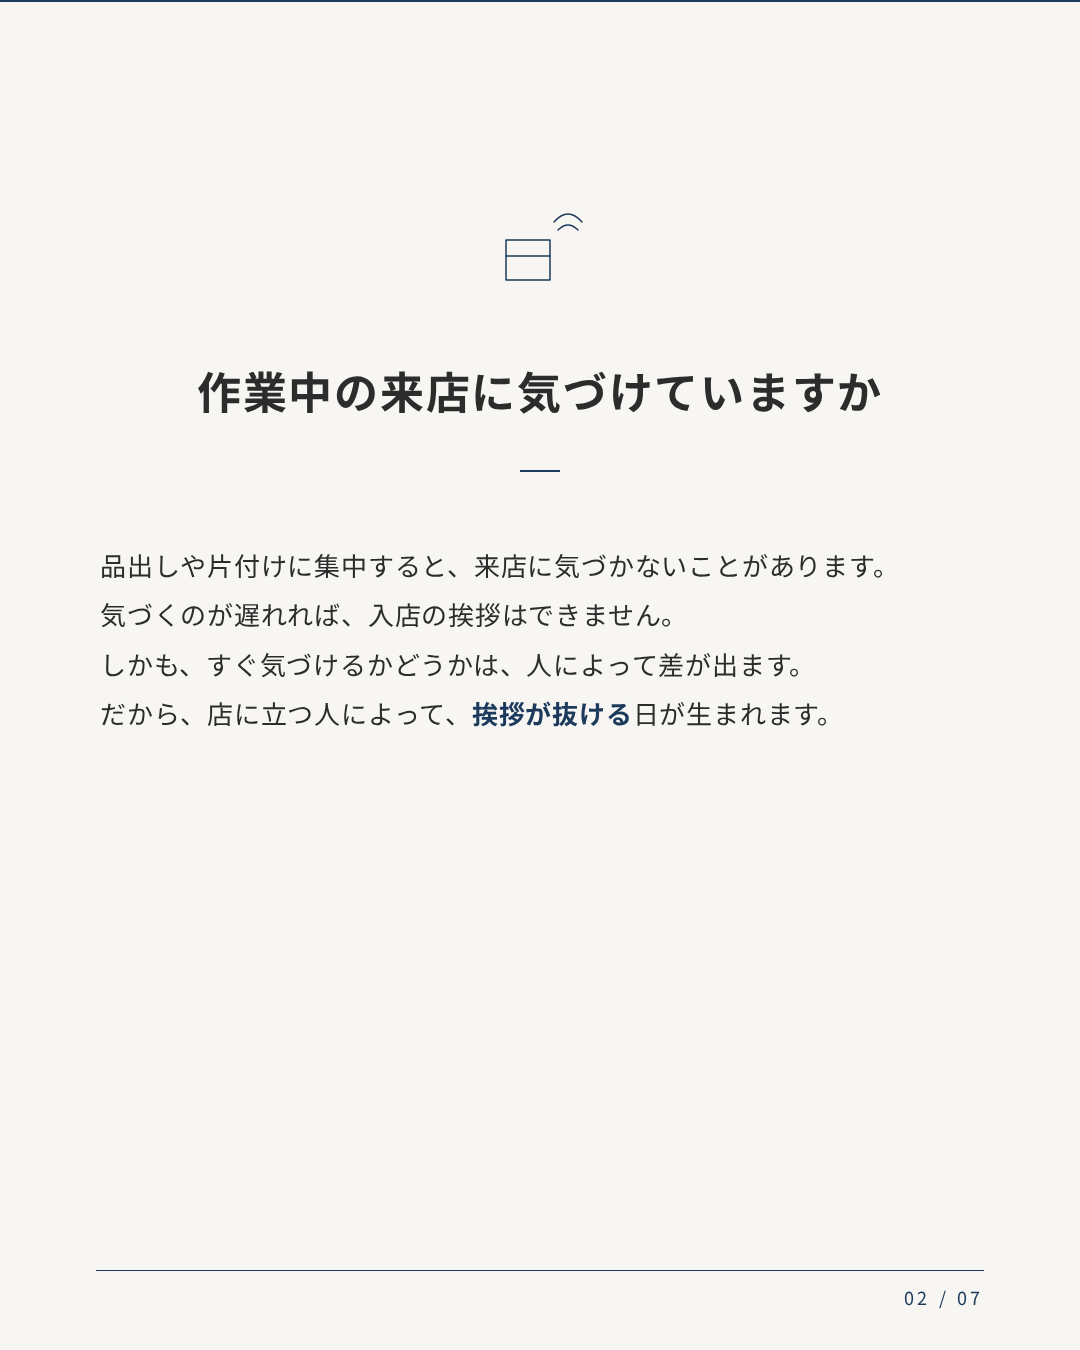 作業中の来店に気づけていますか
品出しや片付けに集中すると、来店に気づかないことがあります。
気づくのが遅れれば、入店の挨拶はできません。
しかも、すぐ気づけるかどうかは、人によって差が出ます。
だから、店に立つ人によって、挨拶が抜ける日が生まれます。
02 / 07